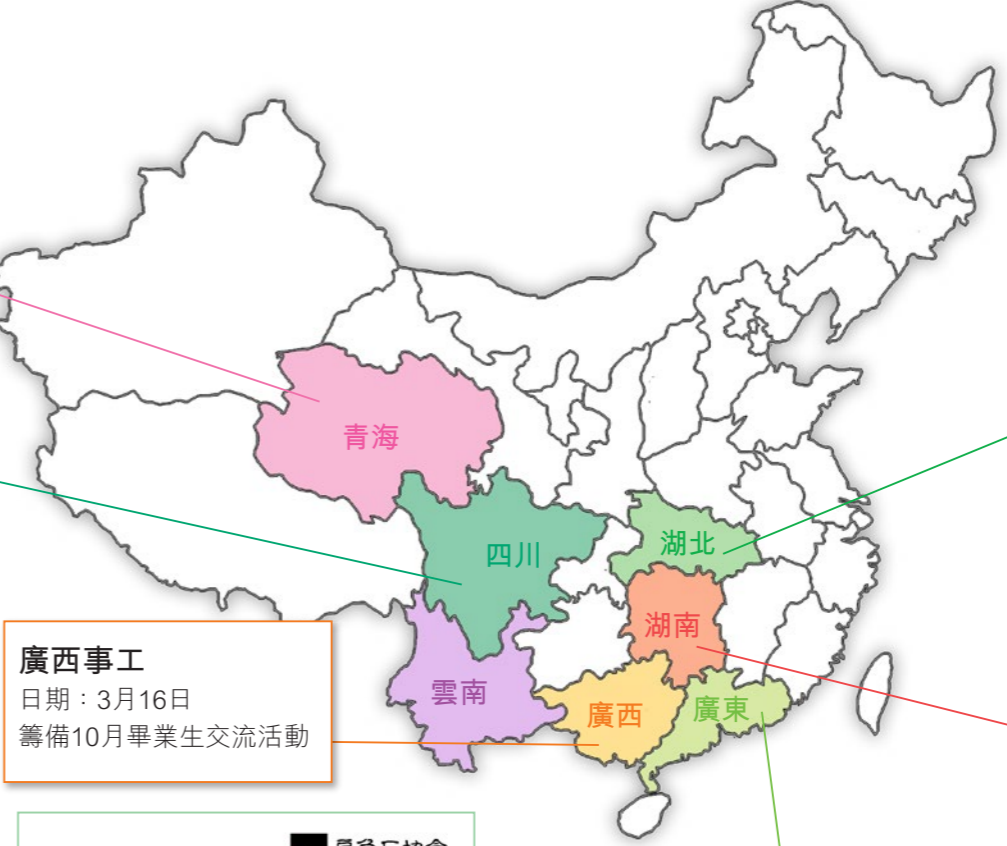 青海
四川
湖北
湖南
雲南
廣西
廣東
廣西事工
日期：3月16日
籌備10月畢業生交流活動